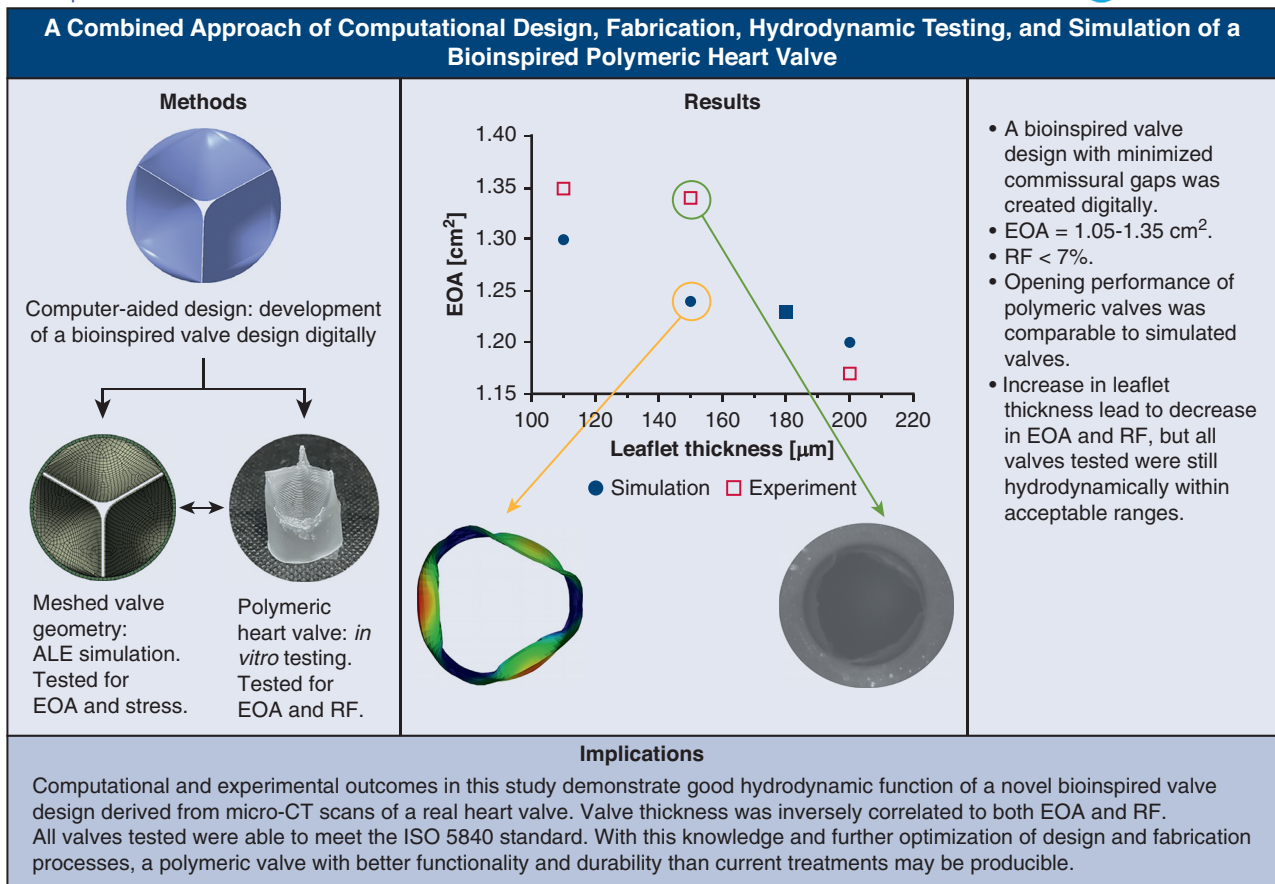 A Combined Approach of Computational Design, Fabrication, Hydrodynamic Testing, and Simulation of a
Bioinspired Polymeric Heart Valve
Methods
Computer-aided design: development
of a bioinspired valve design digitally
Meshed valve
geometry:
ALE simulation.
Tested for
EOA and stress.
Polymeric
heart valve: in
vitro testing.
Tested for
EOA and RF.
Results
EOA [cm²]
1.40
1.35
1.30
1.25
1.20
1.15
100 120 140 160 180 200 220
Leaflet thickness [μm]
Simulation Experiment
• A bioinspired valve
design with minimized
commissural gaps was
created digitally.
• EOA = 1.05-1.35 cm².
• RF < 7%.
• Opening performance of
polymeric valves was
comparable to simulated
valves.
• Increase in leaflet
thickness lead to decrease
in EOA and RF, but all
valves tested were still
hydrodynamically within
acceptable ranges.
Implications
Computational and experimental outcomes in this study demonstrate good hydrodynamic function of a novel bioinspired valve
design derived from micro-CT scans of a real heart valve. Valve thickness was inversely correlated to both EOA and RF.
All valves tested were able to meet the ISO 5840 standard. With this knowledge and further optimization of design and fabrication
processes, a polymeric valve with better functionality and durability than current treatments may be producible.